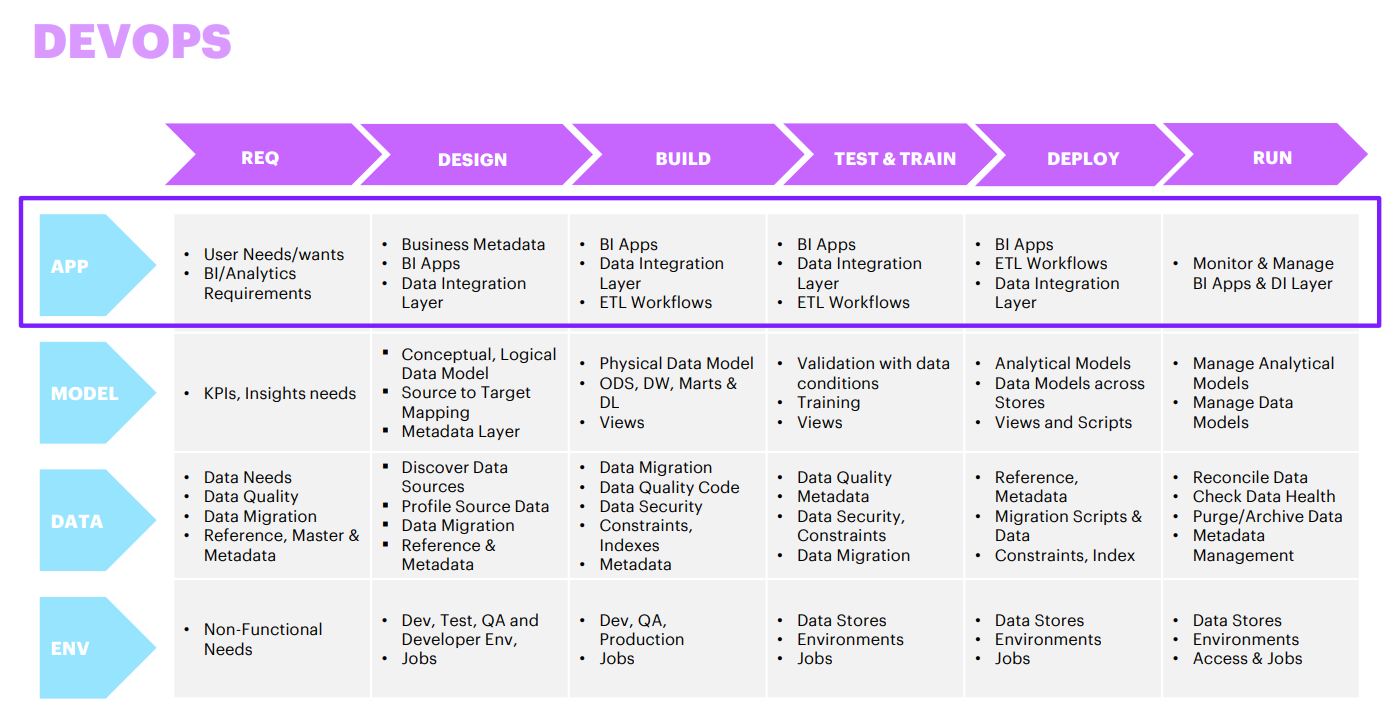 DEVOPS
REQ
DESIGN
BUILD
TEST & TRAIN
DEPLOY
RUN
APP
• User Needs/wants
• BI/Analytics
Requirements
• Business Metadata
• BI Apps
• Data Integration
Layer
• BI Apps
• Data Integration
Layer
• ETL Workflows
• BI Apps
• Data Integration
Layer
• ETL Workflows
• BI Apps
• ETL Workflows
• Data Integration
Layer
• Monitor & Manage
BI Apps & DI Layer
MODEL
• KPIs, Insights needs
▪ Conceptual, Logical
Data Model
▪ Source to Target
Mapping
▪ Metadata Layer
• Physical Data Model
• ODS, DW, Marts &
DL
• Views
• Validation with data
conditions
• Training
• Views
• Analytical Models
• Data Models across
Stores
• Views and Scripts
• Manage Analytical
Models
• Manage Data
Models
DATA
• Data Needs
• Data Quality
• Data Migration
• Reference, Master &
Metadata
▪ Discover Data
Sources
▪ Profile Source Data
▪ Data Migration
▪ Reference &
Metadata
• Data Migration
• Data Quality Code
• Data Security
• Constraints,
Indexes
• Metadata
• Data Quality
• Metadata
• Data Security,
Constraints
• Data Migration
• Reference,
Metadata
• Migration Scripts &
Data
• Constraints, Index
• Reconcile Data
• Check Data Health
• Purge/Archive Data
• Metadata
Management
ENV
• Non-Functional
Needs
• Dev, Test, QA and
Developer Env,
• Jobs
• Dev, QA,
Production
• Jobs
• Data Stores
• Environments
• Jobs
• Data Stores
• Environments
• Jobs
• Data Stores
• Environments
• Access & Jobs